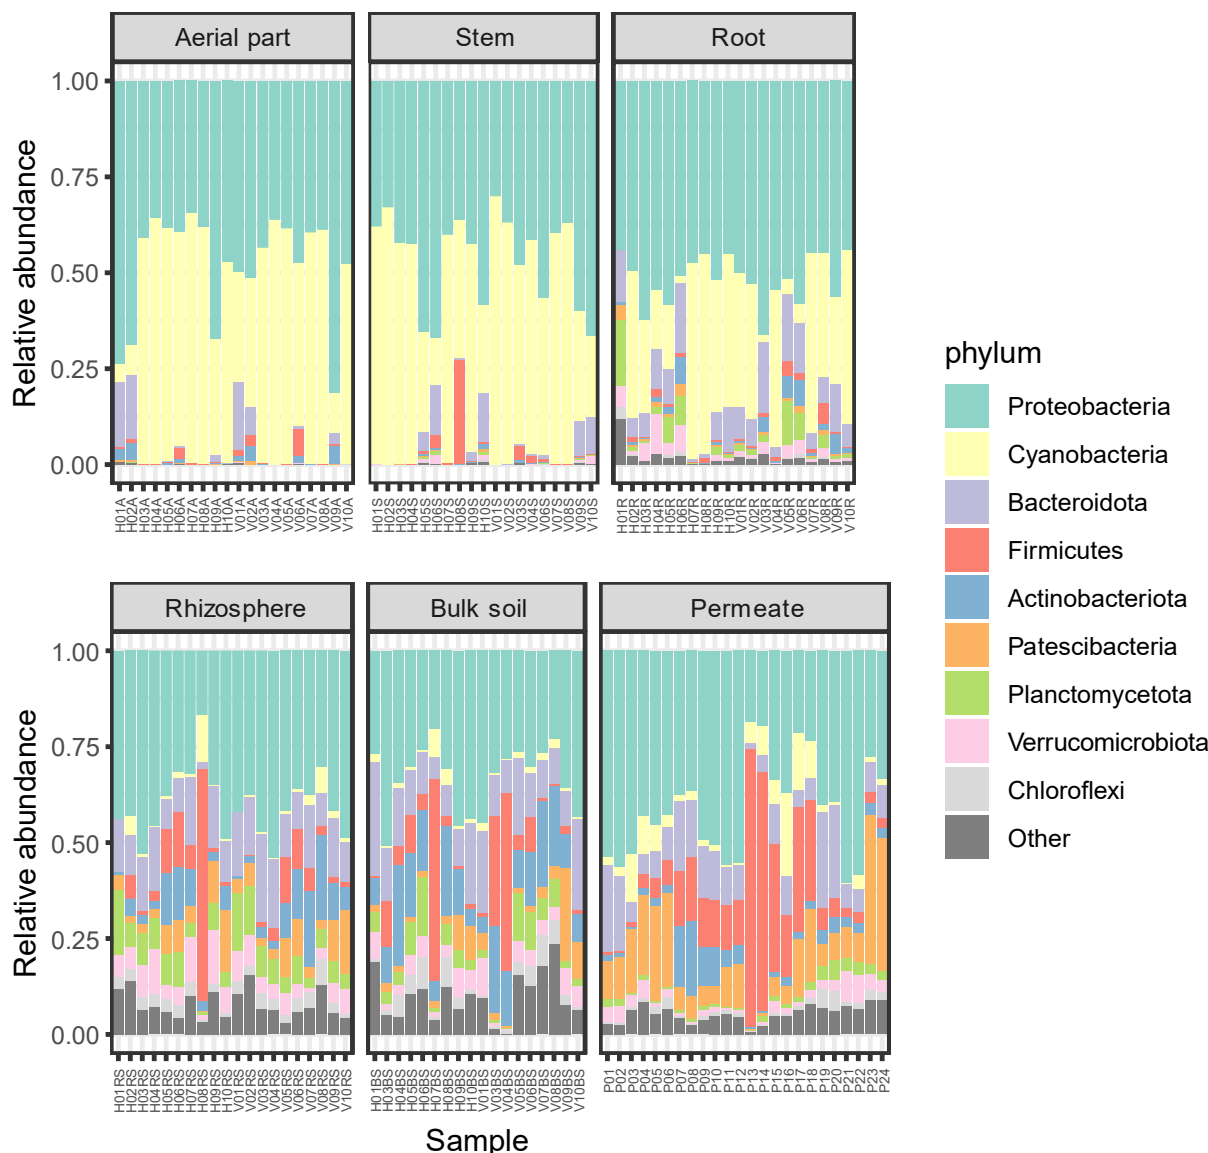 Aerial part
Stem
Root
Relative abundance
1.00
0.75
0.50
0.25
0.00
H01A H02A H03A H04A H05A H06A H07A H08A H09A H10A V01A V02A V03A V04A V05A V06A V07A V08A V09A V10A
H01S H02S H03S H04S H05S H06S H07S H08S H09S H10S V01S V02S V03S V04S V06S V07S V08S V09S V10S
H01R H02R H03R H04R H05R H06R H07R H08R H09R H10R V01R V02R V03R V04R V05R V06R V07R V08R V09R V10R
Rhizosphere
Bulk soil
Permeate
Relative abundance
1.00
0.75
0.50
0.25
0.00
H01RS H02RS H03RS H04RS H05RS H06RS H07RS H08RS H09RS H10RS V01RS V02RS V03RS V04RS V05RS V06RS V07RS V08RS V09RS V10RS
H01BS H03BS H04BS H05BS H06BS H07BS H08BS H09BS H10BS V01BS V03BS V04BS V05BS V06BS V07BS V08BS V09BS V10BS
P01 P02 P03 P04 P05 P06 P07 P08 P09 P10 P11 P12 P13 P14 P15 P16 P17 P18 P19 P20 P21 P22 P23 P24
Sample
phylum
Proteobacteria
Cyanobacteria
Bacteroidota
Firmicutes
Actinobacteriota
Patescibacteria
Planctomycetota
Verrucomicrobiota
Chloroflexi
Other